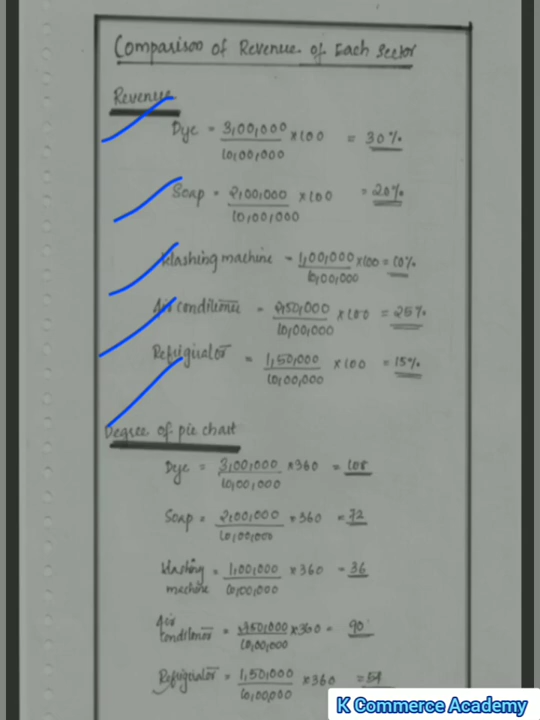 Comparison of Revenue of Each Sector
Revenue
Dye = 3,00,000/10,00,000 × 100 = 30%
Soap = 2,00,000/10,00,000 × 100 = 20%
Washing machine = 1,00,000/10,00,000 × 100 = 10%
Air conditioner = 2,50,000/10,00,000 × 100 = 25%
Refrigirator = 1,50,000/10,00,000 × 100 = 15%
Degree of pie chart
Dye = 3,00,000/10,00,000 × 360 = 108
Soap = 2,00,000/10,00,000 × 360 = 72
Washing machine = 1,00,000/10,00,000 × 360 = 36
Air conditioner = 2,50,000/10,00,000 × 360 = 90
Refrigirator = 1,50,000/10,00,000 × 360 = 54
K Commerce Academy